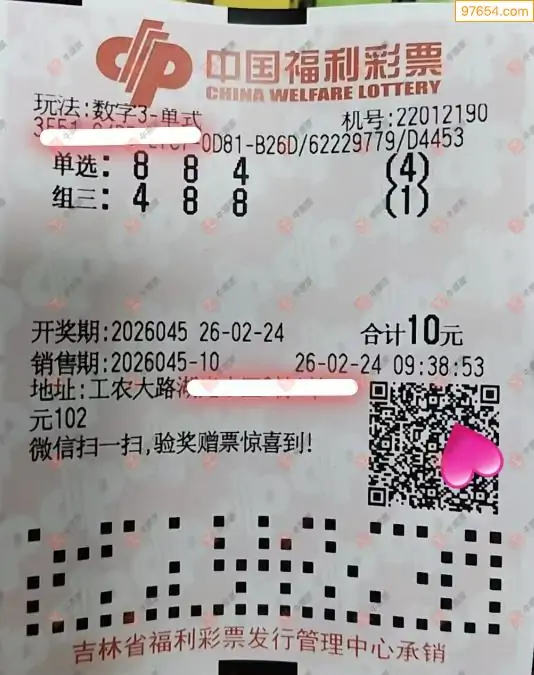 97654.com
中国福利彩票
CHINA WELFARE LOTTERY
玩法:数字3-单式
机号:22012190
0D81-B26D/62229779/D4453
单选: 8 8 4 (4)
组三: 4 8 8 (1)
开奖期:2026045 26-02-24 合计10元
销售期:2026045-10 26-02-24 09:38:53
地址:工农大路湖
元102
微信扫一扫,验奖赠票惊喜到!
吉林省福利彩票发行管理中心承销